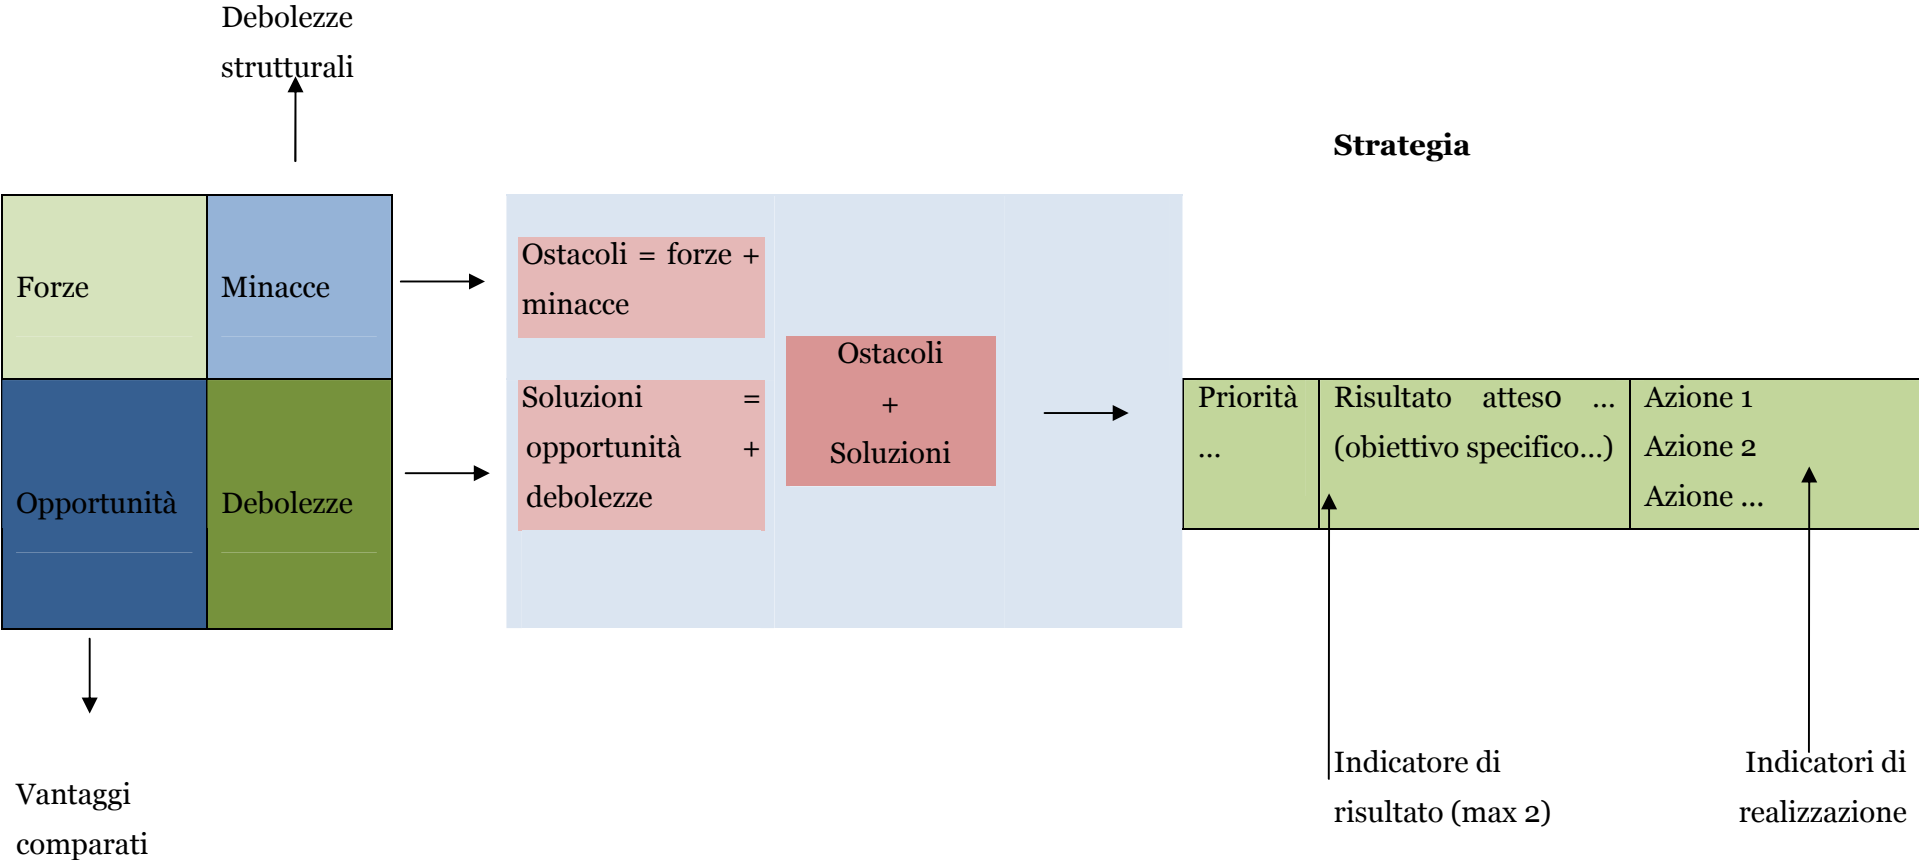 Debolezze
strutturali
Strategia
Forze
Minacce
Ostacoli = forze +
minacce
Soluzioni =
opportunità +
debolezze
Ostacoli
+
Soluzioni
Opportunità
Debolezze
Priorità
...
Risultato attes0 ...
(obiettivo specifico...)
Azione 1
Azione 2
Azione ...
Vantaggi
comparati
Indicatore di
risultato (max 2)
Indicatori di
realizzazione